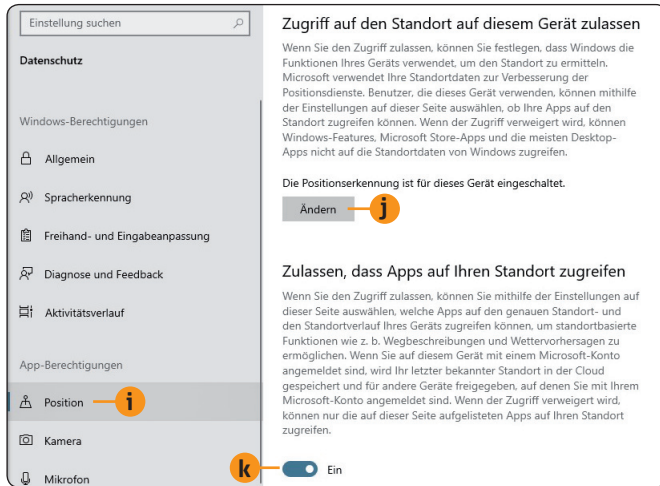 Einstellung suchen
Datenschutz
Windows-Berechtigungen
Allgemein
Spracherkennung
Freihand- und Eingabeanpassung
Diagnose und Feedback
Aktivitätsverlauf
App-Berechtigungen
Position
i
Kamera
Mikrofon
Zugriff auf den Standort auf diesem Gerät zulassen
Wenn Sie den Zugriff zulassen, können Sie festlegen, dass Windows die
Funktionen Ihres Geräts verwendet, um den Standort zu ermitteln.
Microsoft verwendet Ihre Standortdaten zur Verbesserung der
Positionsdienste. Benutzer, die dieses Gerät verwenden, können mithilfe
der Einstellungen auf dieser Seite auswählen, ob Ihre Apps auf den
Standort zugreifen können. Wenn der Zugriff verweigert wird, können
Windows-Features, Microsoft Store-Apps und die meisten Desktop-
Apps nicht auf die Standortdaten von Windows zugreifen.
Die Positionserkennung ist für dieses Gerät eingeschaltet.
Ändern
j
Zulassen, dass Apps auf Ihren Standort zugreifen
Wenn Sie den Zugriff zulassen, können Sie mithilfe der Einstellungen auf
dieser Seite auswählen, welche Apps auf den genauen Standort- und
den Standortverlauf Ihres Geräts zugreifen können, um standortbasierte
Funktionen wie z. b. Wegbeschreibungen und Wettervorhersagen zu
ermöglichen. Wenn Sie auf diesem Gerät mit einem Microsoft-Konto
angemeldet sind, wird Ihr letzter bekannter Standort in der Cloud
gespeichert und für andere Geräte freigegeben, auf denen Sie mit Ihrem
Microsoft-Konto angemeldet sind. Wenn der Zugriff verweigert wird,
können nur die auf dieser Seite aufgelisteten Apps auf Ihren Standort
zugreifen.
k
Ein